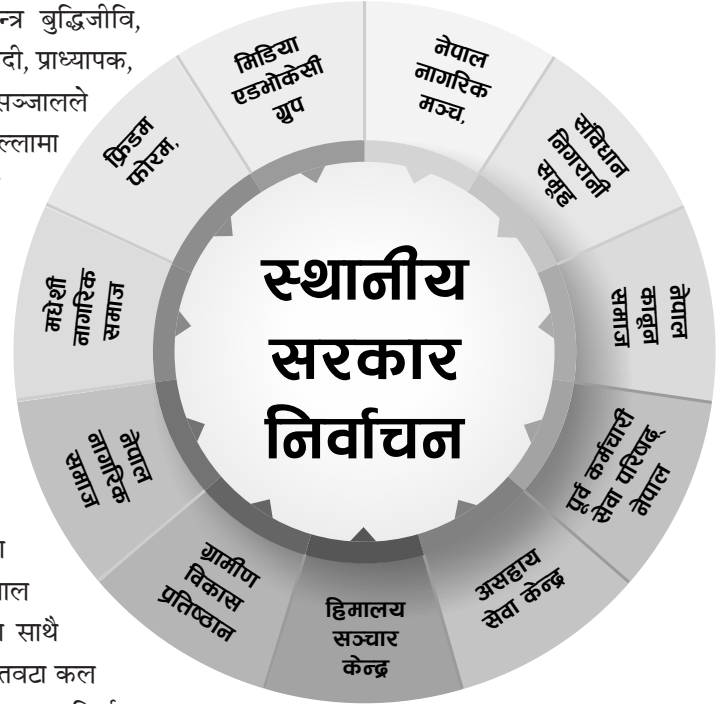 न्त्र बुद्धिजीवि,
दी, प्राध्यापक,
सञ्जालले
ल्लामा
स्थानीय
सरकार
निर्वाचन
नेपाल
नागरिक
मञ्च,
संविधान
निगरानी
समूह
नेपाल
कानून
समाज
पूर्व कर्मचारी
सेवा परिषद्
नेपाल
असहाय
सेवा केन्द्र
हिमालय
सञ्चार
केन्द्र
ग्रामीण
विकास
प्रतिष्ठान
नेपाल
नागरिक
समाज
मधेशी
नागरिक
समाज
फ्रिडम
फोरम,
मिडिया
एडभोकेसी
ग्रुप
ाल
साथै
तवटा कल